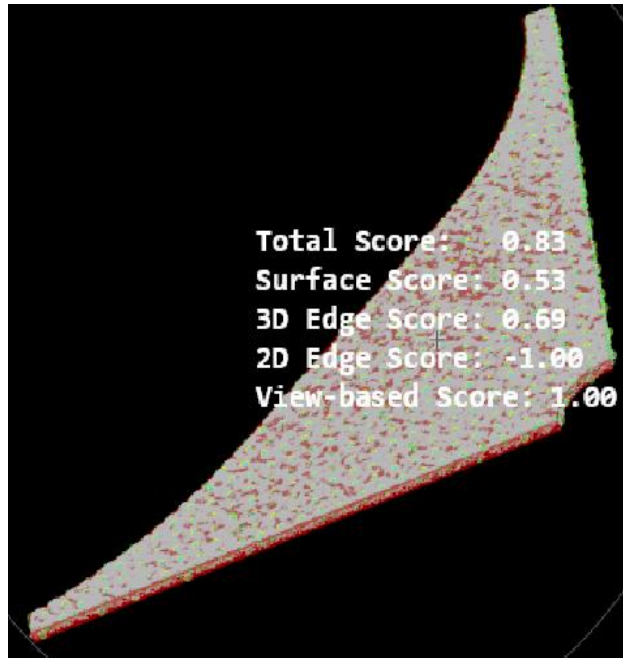 Total Score: 0.83
Surface Score: 0.53
3D Edge Score: 0.69
2D Edge Score: -1.00
View-based Score: 1.00